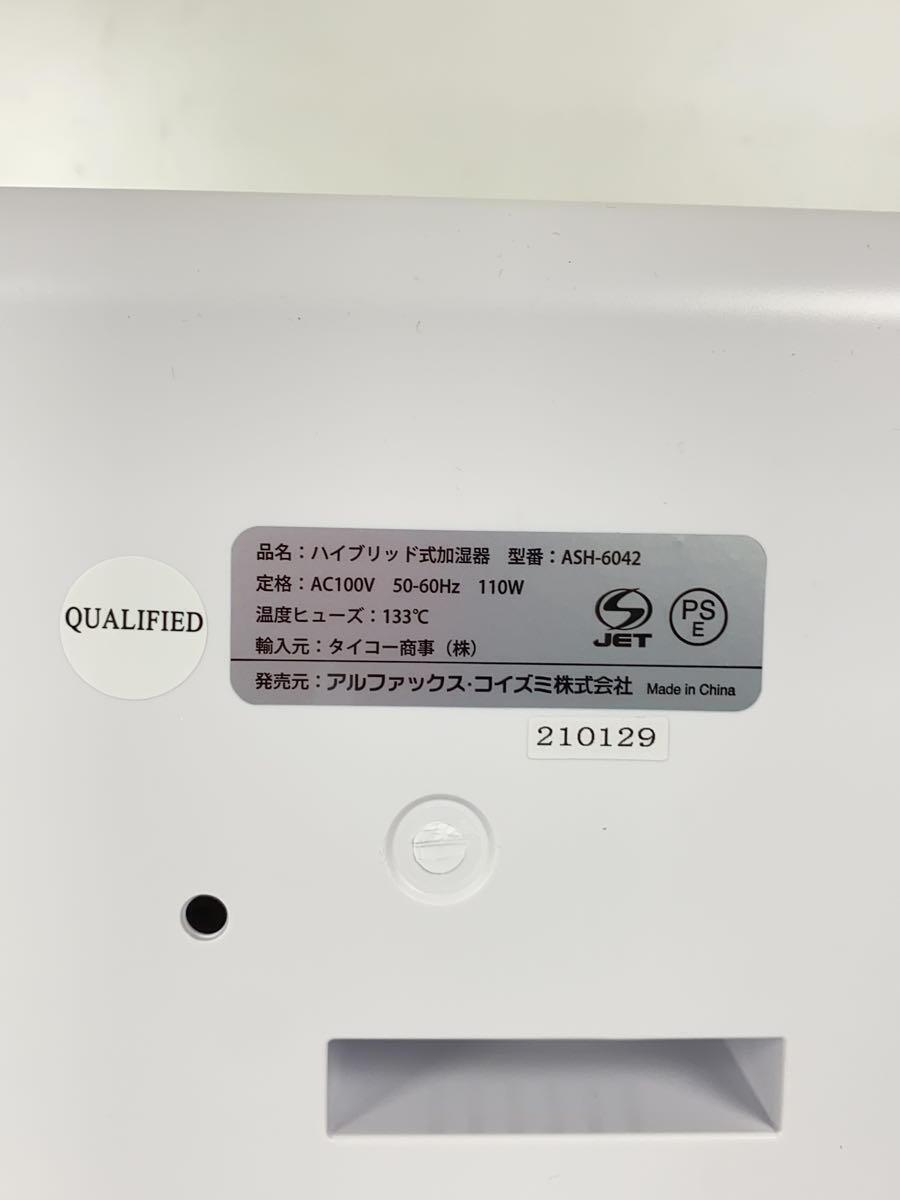 QUALIFIED
品名：ハイブリッド式加湿器　型番：ASH-6042
定格：AC100V　50-60Hz　110W
温度ヒューズ：133℃
輸入元：タイコー商事（株）
JET
PS
E
発売元：アルファックス・コイズミ株式会社　Made in China
210129